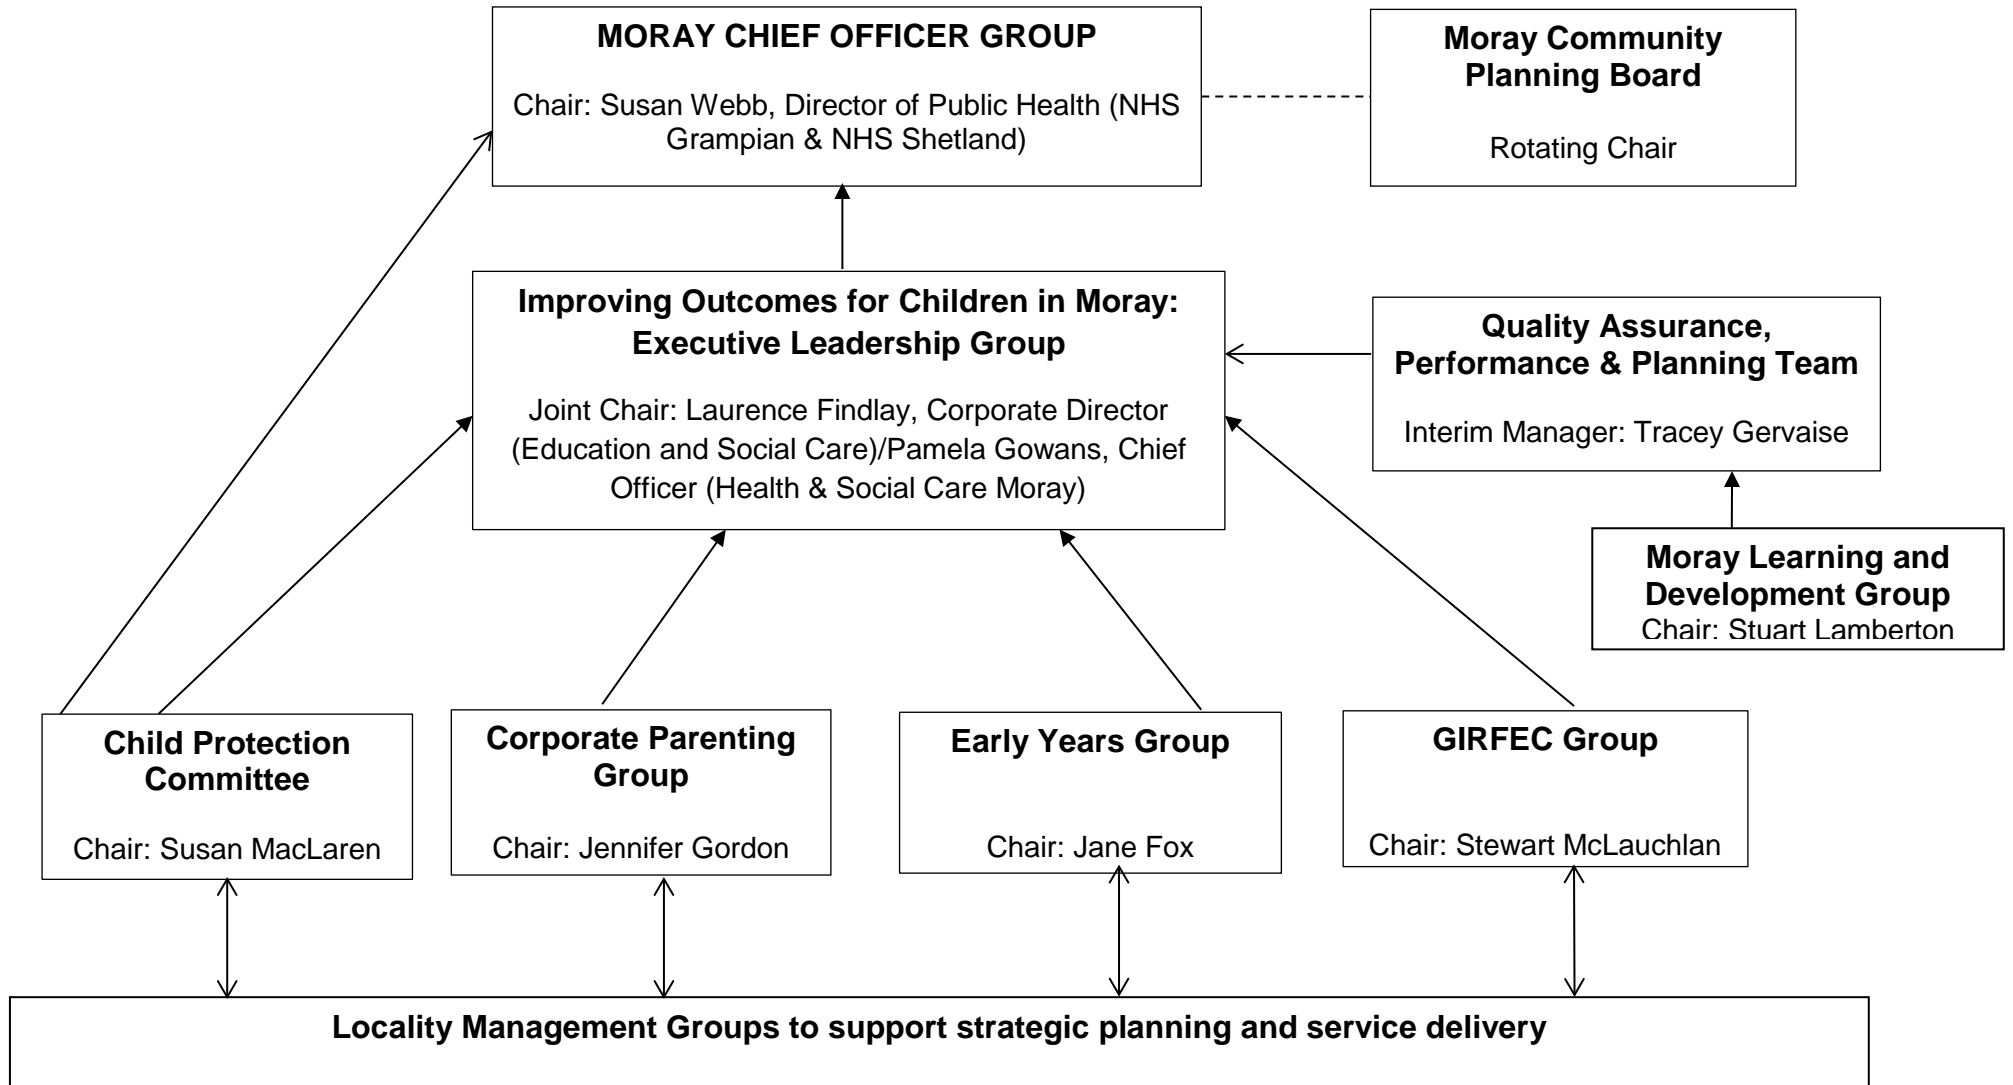 MORAY CHIEF OFFICER GROUP
Chair: Susan Webb, Director of Public Health (NHS
Grampian & NHS Shetland)
Moray Community
Planning Board
Rotating Chair
Improving Outcomes for Children in Moray:
Executive Leadership Group
Joint Chair: Laurence Findlay, Corporate Director
(Education and Social Care)/Pamela Gowans, Chief
Officer (Health & Social Care Moray)
Quality Assurance,
Performance & Planning Team
Interim Manager: Tracey Gervaise
Moray Learning and
Development Group
Chair: Stuart Lamberton
Child Protection
Committee
Chair: Susan MacLaren
Corporate Parenting
Group
Chair: Jennifer Gordon
Early Years Group
Chair: Jane Fox
GIRFEC Group
Chair: Stewart McLauchlan
Locality Management Groups to support strategic planning and service delivery